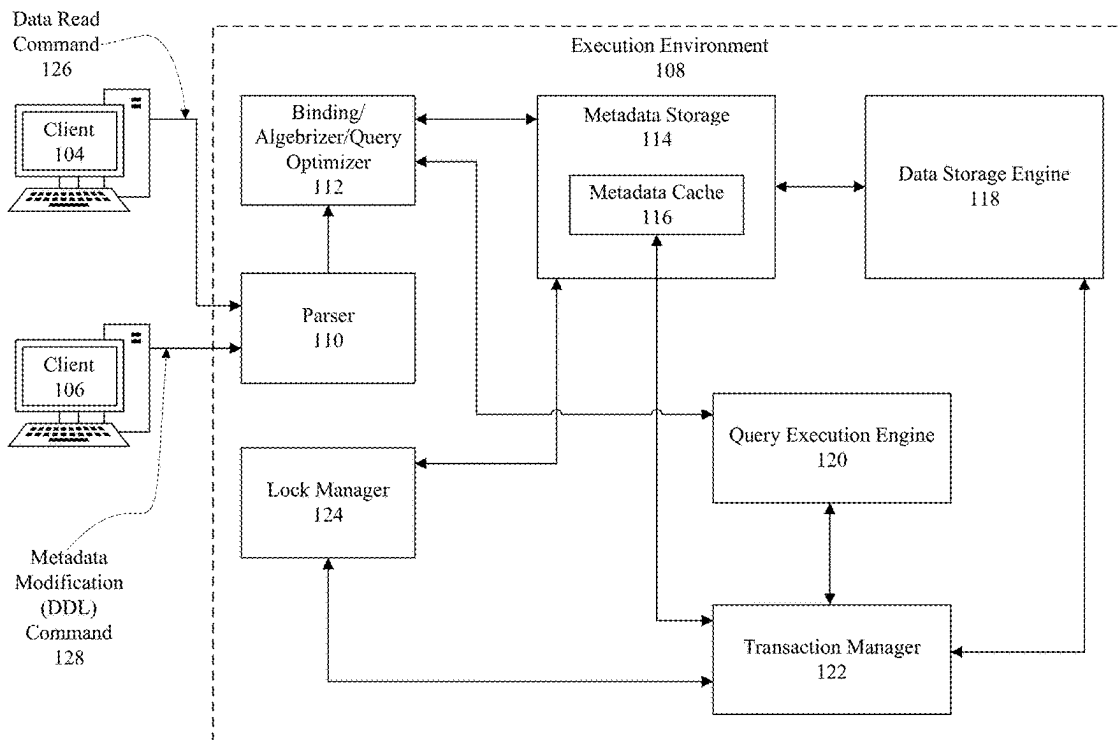 Data Read
Command
126
Execution Environment
108
Client
104
Binding/
Algebrizer/Query
Optimizer
112
Metadata Storage
114
Metadata Cache
116
Data Storage Engine
118
Parser
110
Client
106
Query Execution Engine
120
Lock Manager
124
Metadata
Modification
(DDL)
Command
128
Transaction Manager
122